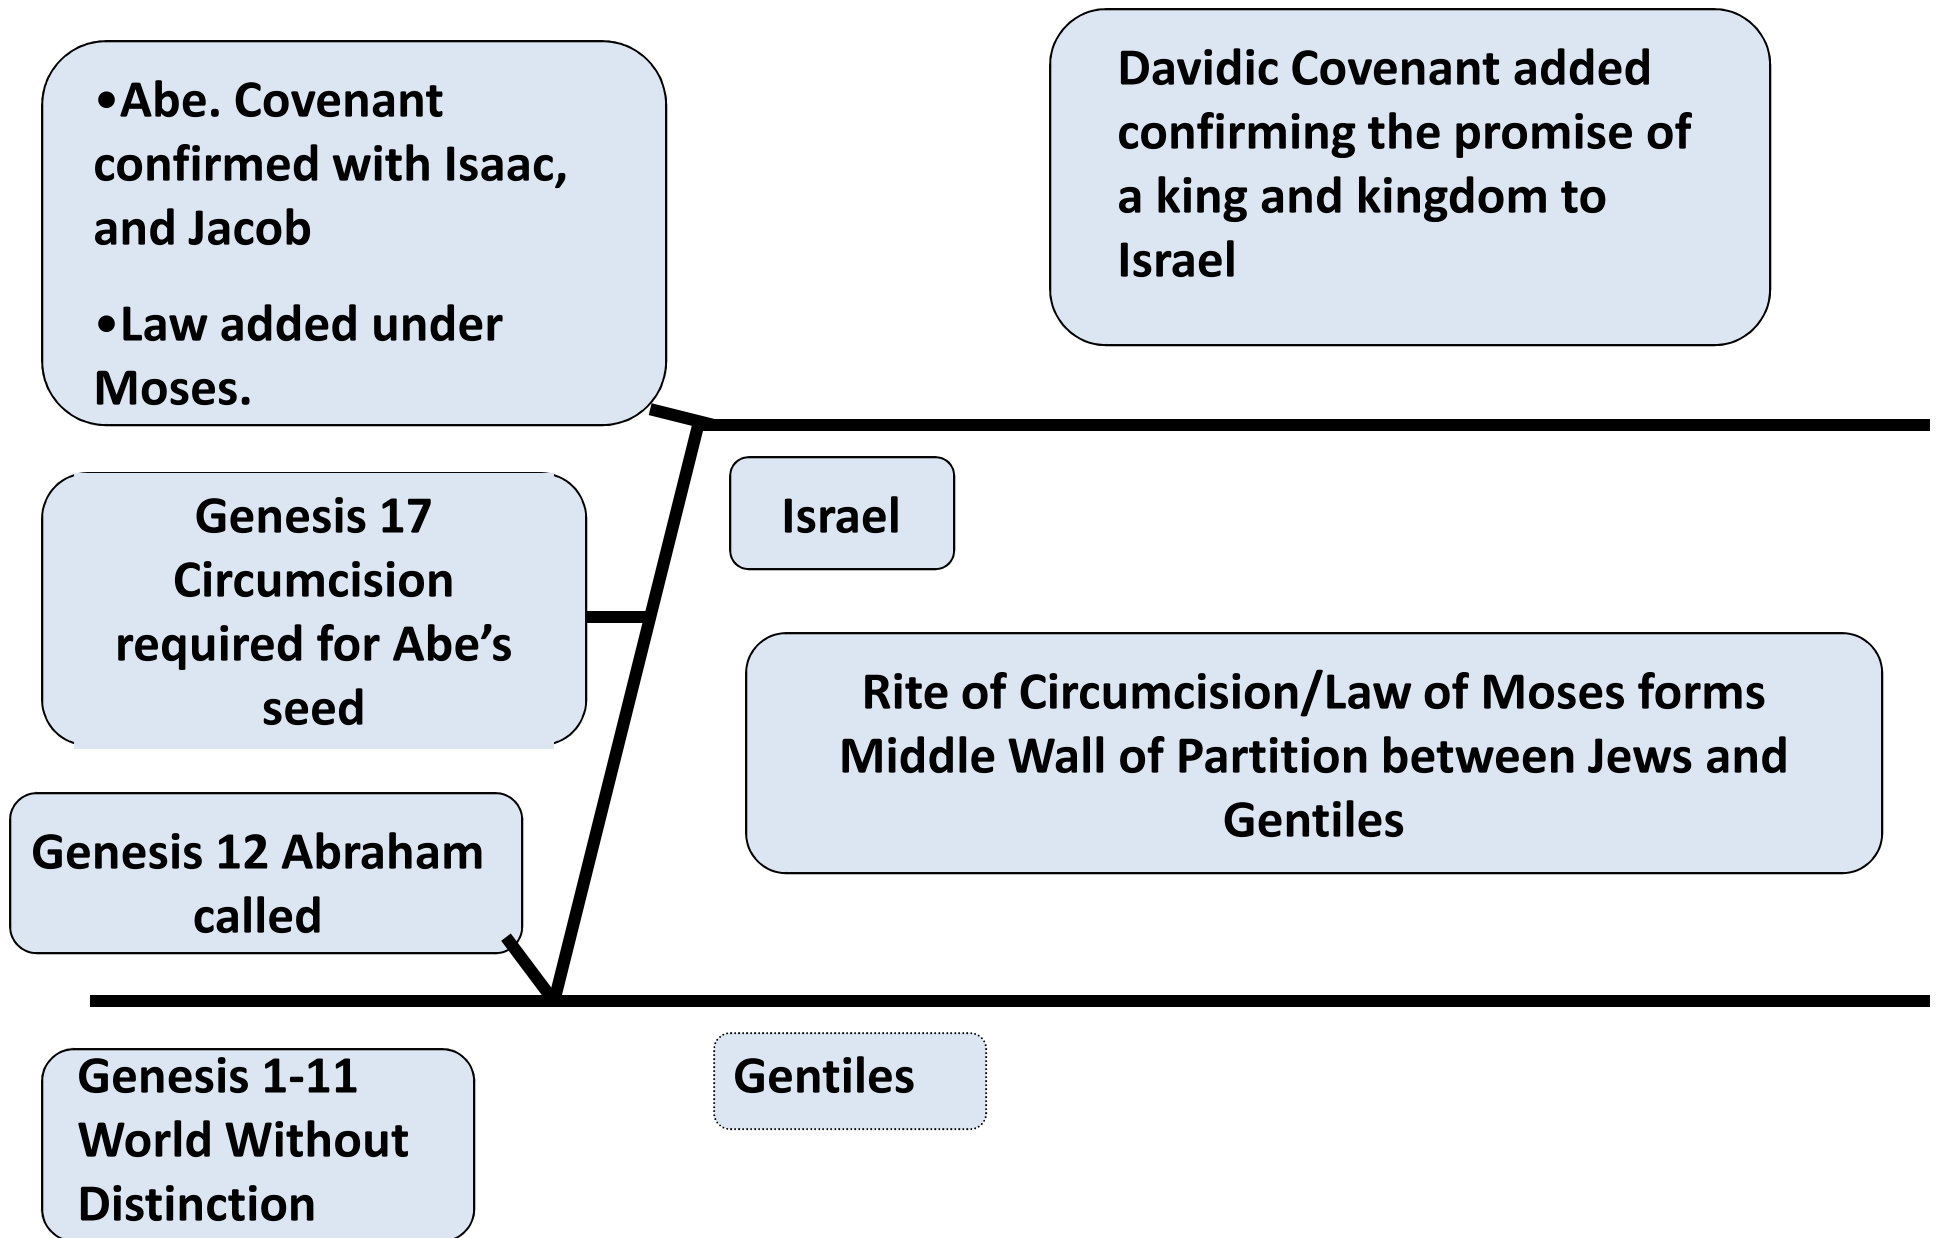 •Abe. Covenant
confirmed with Isaac,
and Jacob
•Law added under
Moses.
Davidic Covenant added
confirming the promise of
a king and kingdom to
Israel
Genesis 17
Circumcision
required for Abe’s
seed
Israel
Rite of Circumcision/Law of Moses forms
Middle Wall of Partition between Jews and
Gentiles
Genesis 12 Abraham
called
Genesis 1-11
World Without
Distinction
Gentiles